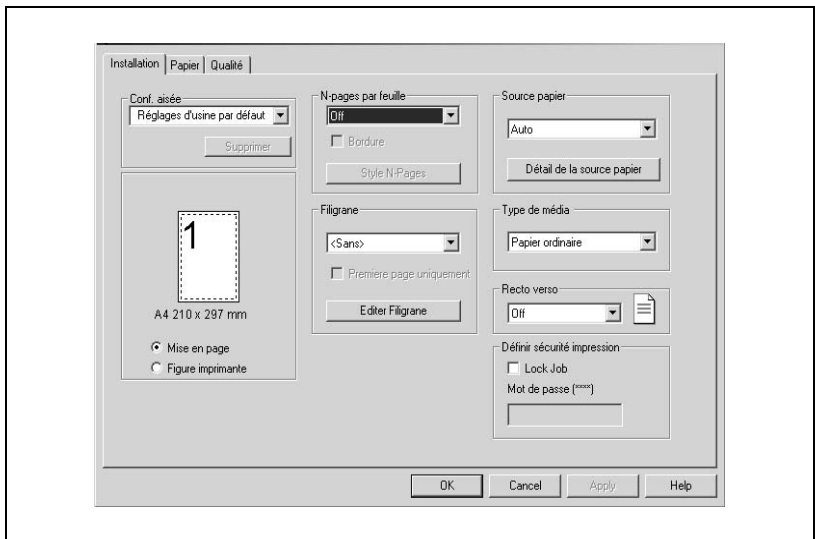 Installation Papier Qualité
Conf. aisée
Réglages d'usine par défaut
Supprimer
1
A4 210 x 297 mm
Mise en page
Figure imprimante
N-pages par feuille
Off
Bordure
Style N-Pages
Filigrane
<Sans>
Premiere page uniquement
Editer Filigrane
Source papier
Auto
Détail de la source papier
Type de média
Papier ordinaire
Recto verso
Off
Définir sécurité impression
Lock Job
Mot de passe (****)
OK Cancel Apply Help